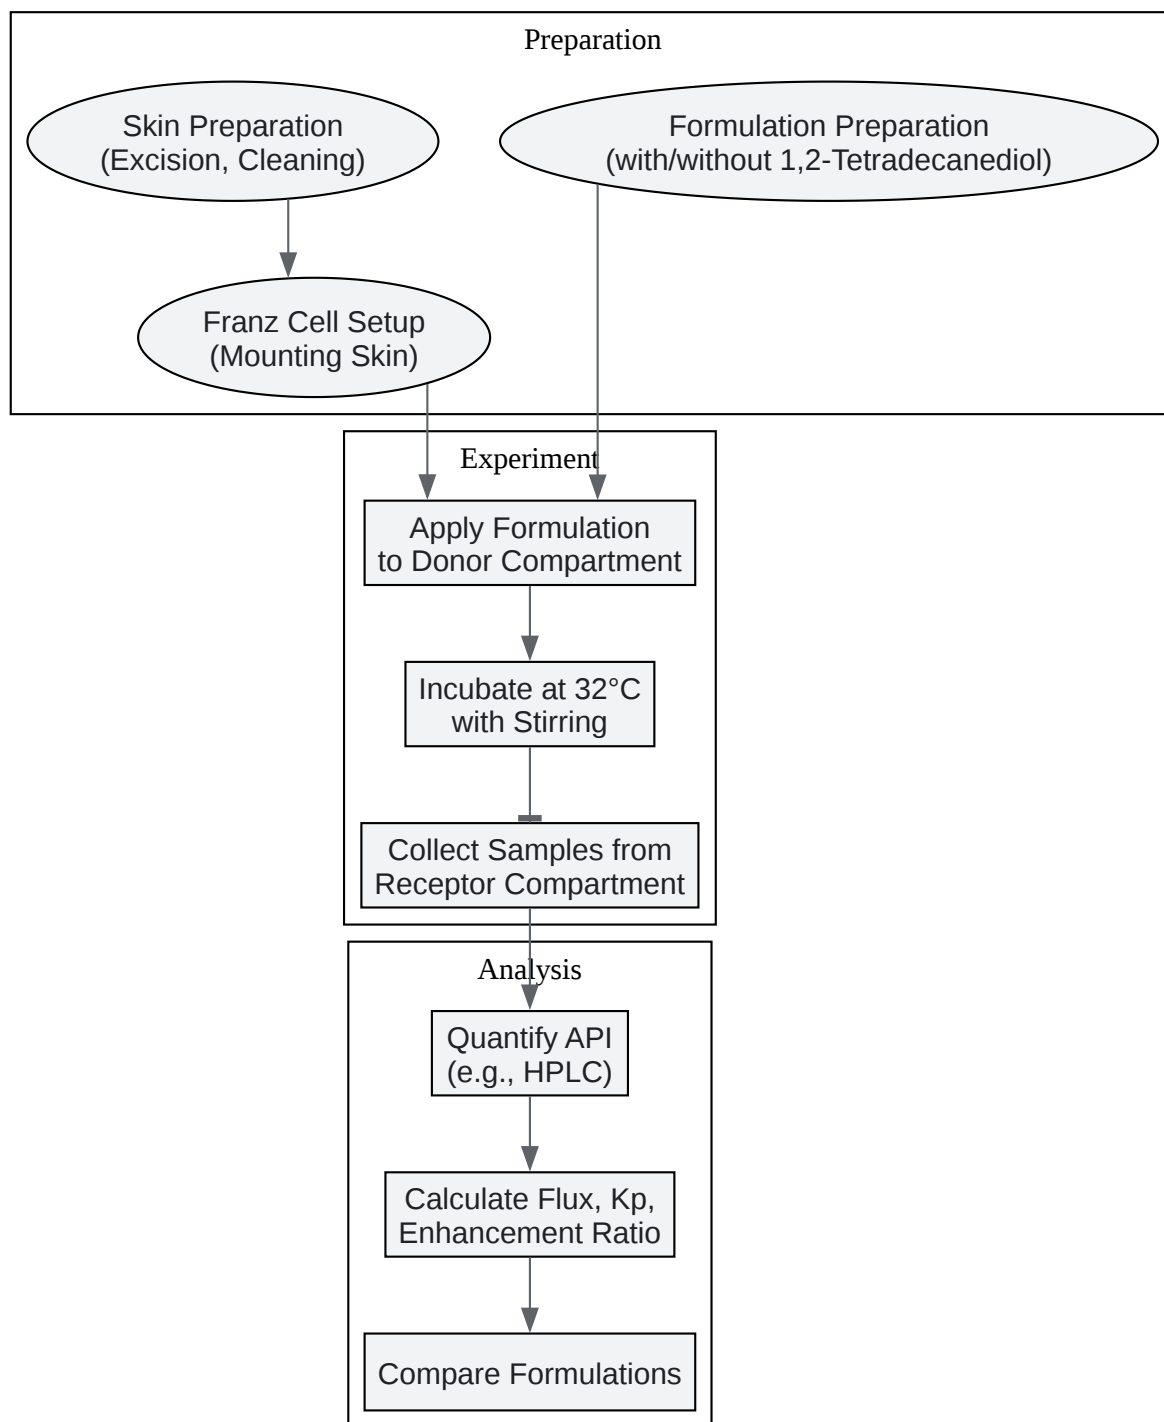 Preparation
Skin Preparation
(Excision, Cleaning)
Formulation Preparation
(with/without 1,2-Tetradecanediol)
Franz Cell Setup
(Mounting Skin)
Experiment
Apply Formulation
to Donor Compartment
Incubate at 32°C
with Stirring
Collect Samples from
Receptor Compartment
Analysis
Quantify API
(e.g., HPLC)
Calculate Flux, Kp,
Enhancement Ratio
Compare Formulations